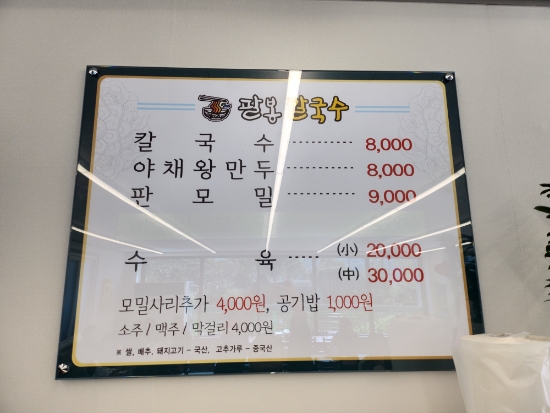 팔봉칼국수
칼국수 ············ 8,000
야채왕만두 ············ 8,000
판모밀 ············ 9,000
수육 ····· (小) 20,000
(中) 30,000
모밀사리추가 4,000원, 공기밥 1,000원
소주 / 맥주 / 막걸리 4,000원
※ 쌀, 배추, 돼지고기 - 국산, 고추가루 - 중국산